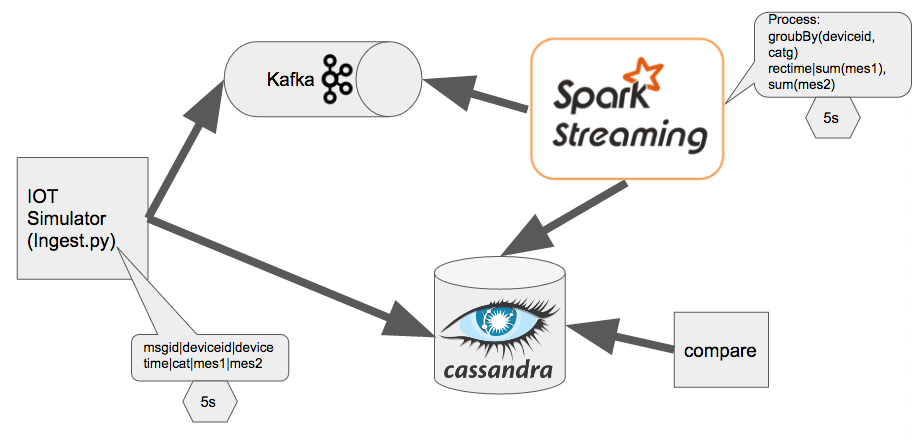 Process:
groubBy(deviceid,
catg)
rectime|sum(mes1),
sum(mes2)
5s
Kafka
Spark
Streaming
IOT
Simulator
(Ingest.py)
msgid|deviceid|device
time|cat|mes1|mes2
5s
cassandra
compare